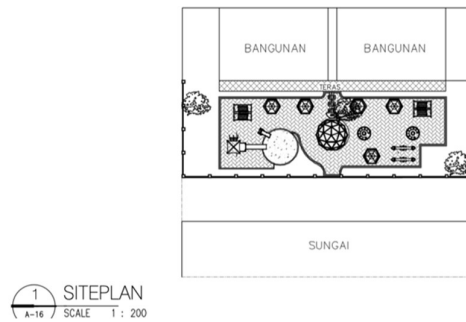 BANGUNAN BANGUNAN
TERAS
SUNGAI
1 SITEPLAN
A-16 SCALE 1 : 200